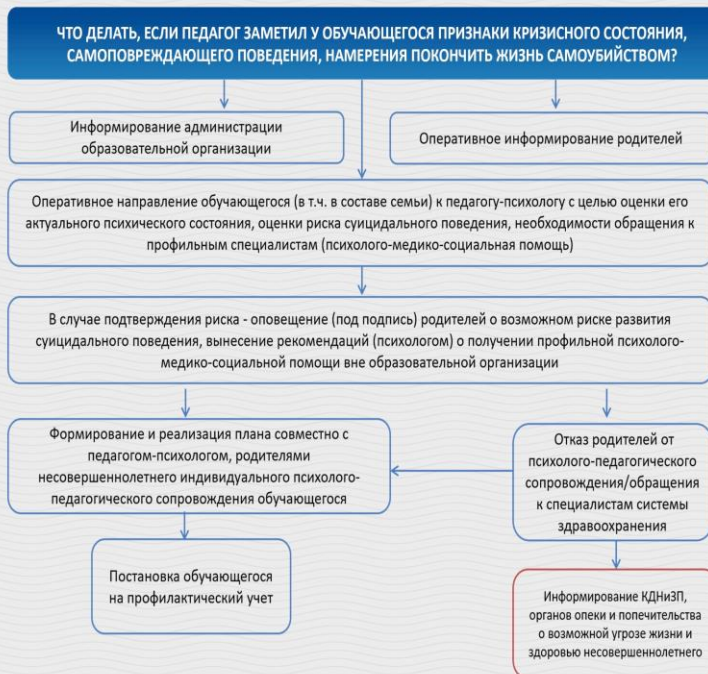 ЧТО ДЕЛАТЬ, ЕСЛИ ПЕДАГОГ ЗАМЕТИЛ У ОБУЧАЮЩЕГОСЯ ПРИЗНАКИ КРИЗИСНОГО СОСТОЯНИЯ,
САМОПОВРЕЖДАЮЩЕГО ПОВЕДЕНИЯ, НАМЕРЕНИЯ ПОКОНЧИТЬ ЖИЗНЬ САМОУБИЙСТВОМ?
Информирование администрации
образовательной организации
Оперативное информирование родителей
Оперативное направление обучающегося (в т.ч. в составе семьи) к педагогу-психологу с целью оценки его
актуального психического состояния, оценки риска суицидального поведения, необходимости обращения к
профильным специалистам (психолого-медико-социальная помощь)
В случае подтверждения риска - оповещение (под подпись) родителей о возможном риске развития
суицидального поведения, вынесение рекомендаций (психологом) о получении профильной психолого-
медико-социальной помощи вне образовательной организации
Формирование и реализация плана совместно с
педагогом-психологом, родителями
несовершеннолетнего индивидуального психолого-
педагогического сопровождения обучающегося
Отказ родителей от
психолого-педагогического
сопровождения/обращения
к специалистам системы
здравоохранения
Постановка обучающегося
на профилактический учет
Информирование КДНиЗП,
органов опеки и попечительства
о возможной угрозе жизни и
здоровью несовершеннолетнего